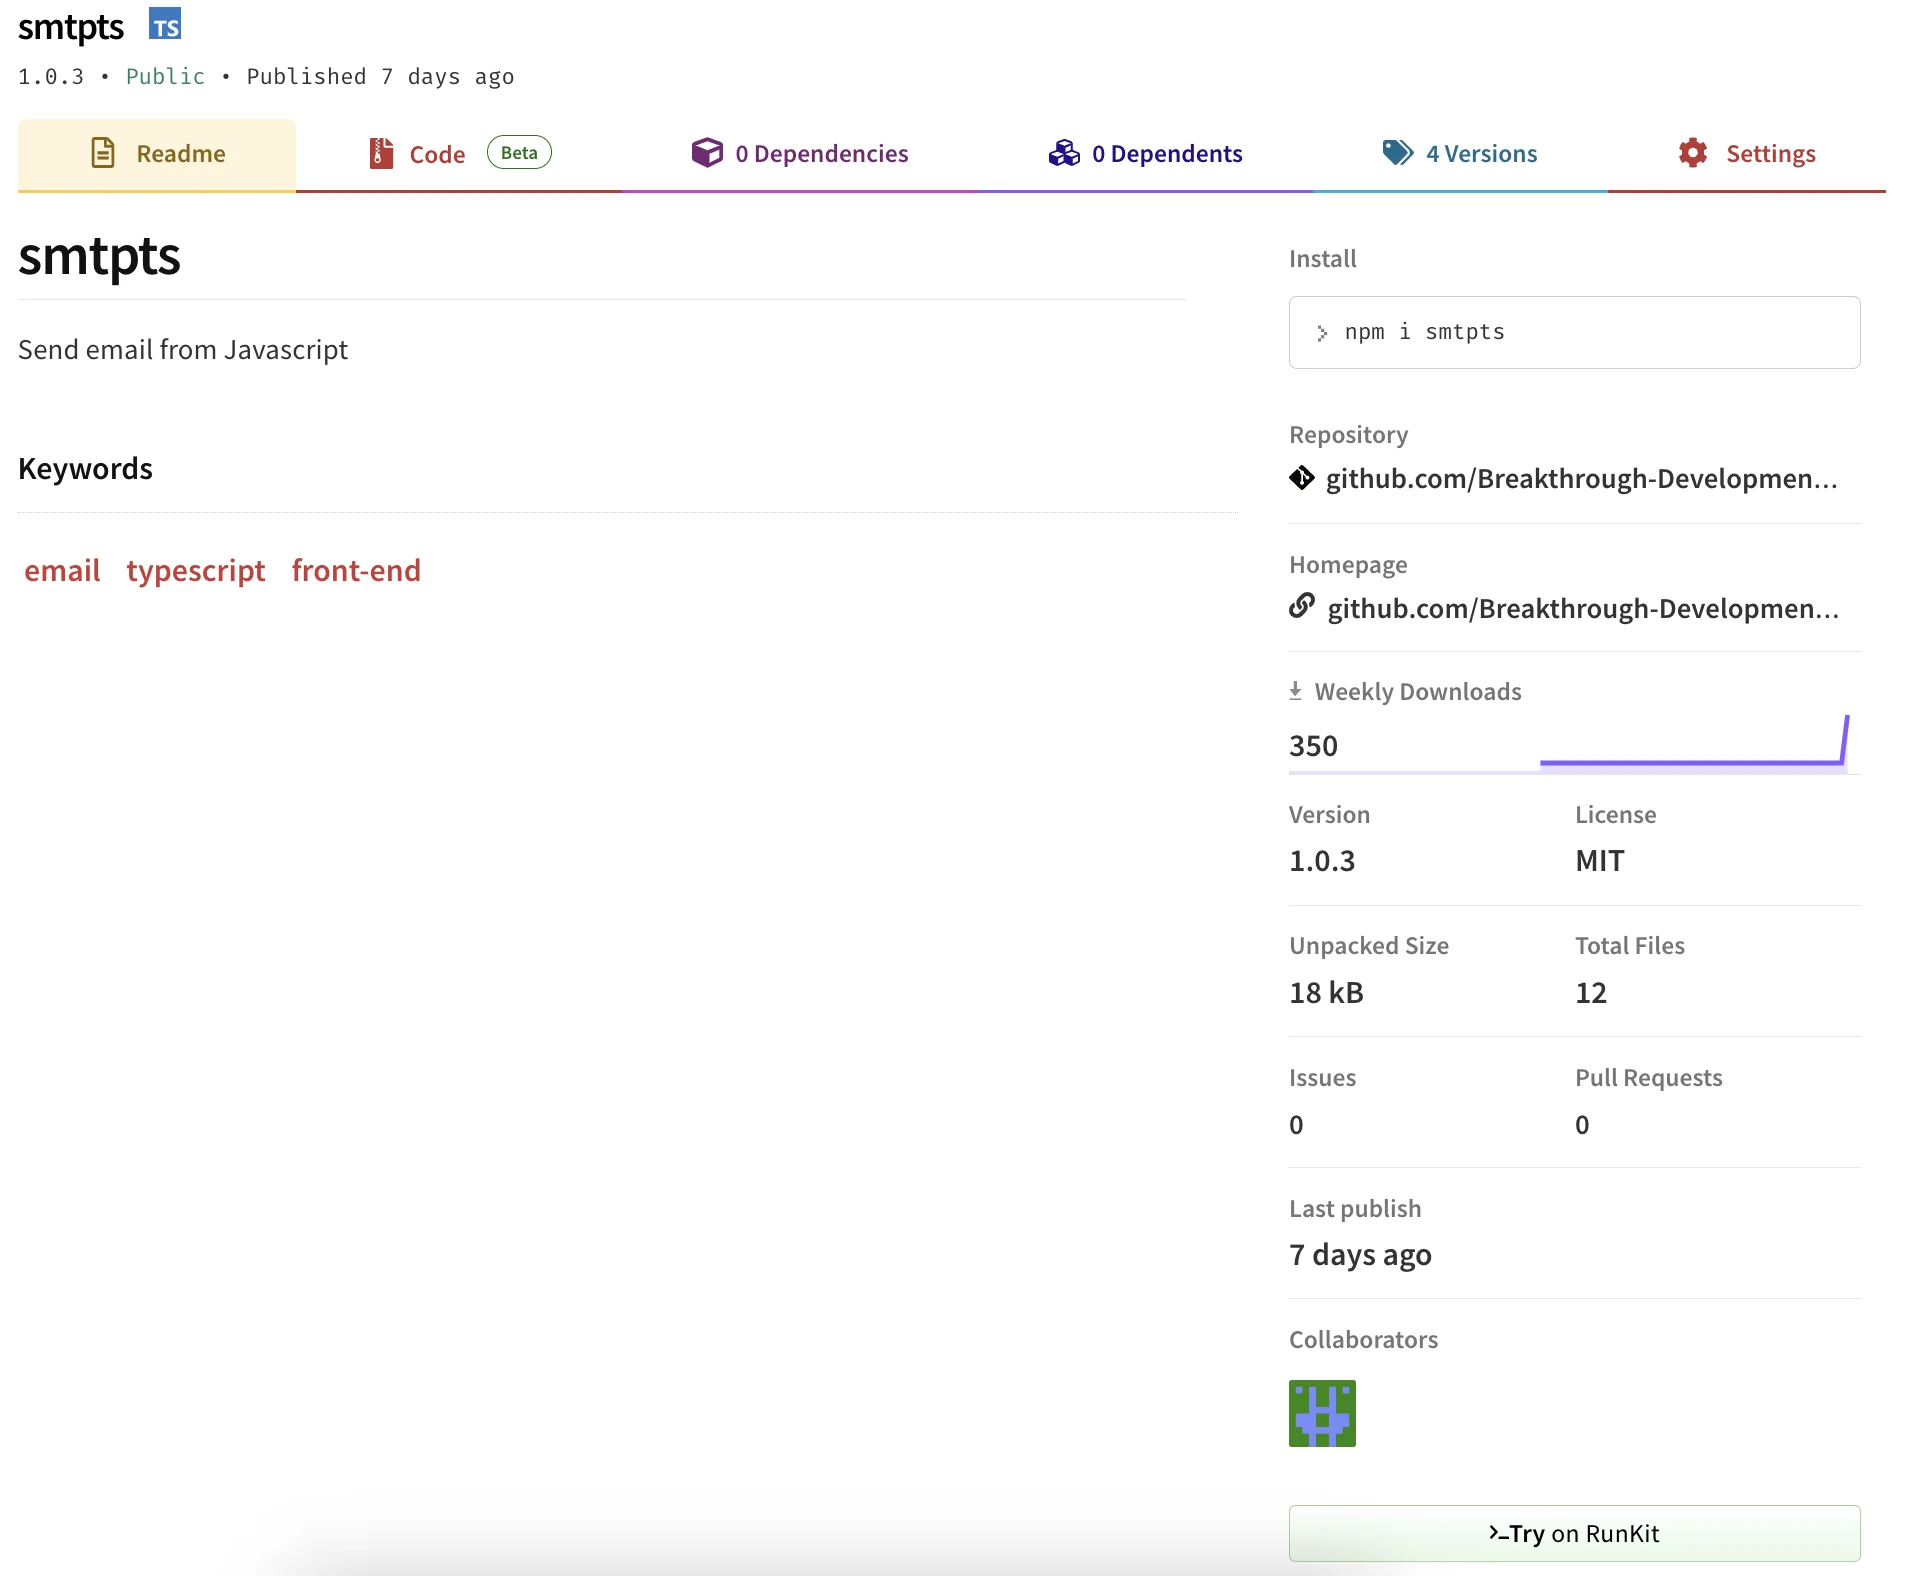 smtpts TS
1.0.3 • Public • Published 7 days ago
Readme
Code Beta
0 Dependencies
0 Dependents
4 Versions
Settings
smtpts
Send email from Javascript
Keywords
email typescript front-end
Install
npm i smtpts
Repository
github.com/Breakthrough-Developmen...
Homepage
github.com/Breakthrough-Developmen...
Weekly Downloads
350
Version
1.0.3
License
MIT
Unpacked Size
18 kB
Total Files
12
Issues
0
Pull Requests
0
Last publish
7 days ago
Collaborators
Try on RunKit